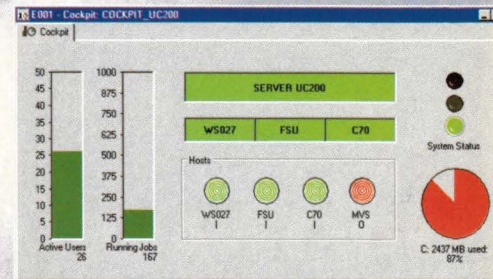 E001 - Cockpit: COCKPIT_UC200
Cockpit
50
45
40
35
30
25
20
15
10
5
0
Active Users
26
1000
875
750
625
500
375
250
125
0
Running Jobs
167
SERVER UC200
WS027 FSU C70
Hosts
WS027 FSU C70 MVS
I I I 0
System Status
C: 2437 MB used:
87%